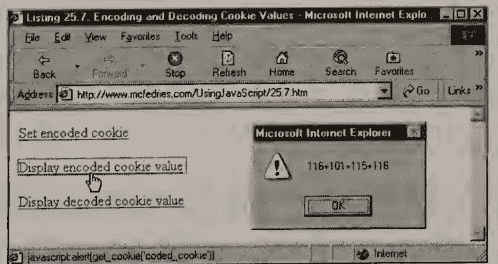 Listing 25.7. Encoding and Decoding Cookie Values - Microsoft Internet Explo...
File Edit View Favorites Tools Help
Back Forward Stop Refresh Home Search Favorites
Address http://www.mcfedries.com/UsingJavaScript/25.7.htm Go Links »
Set encoded cookie
Microsoft Internet Explorer
Display encoded cookie value
116+101+115+116
Display decoded cookie value
OK
javascript:alert(get_cookie('coded_cookie')) Internet